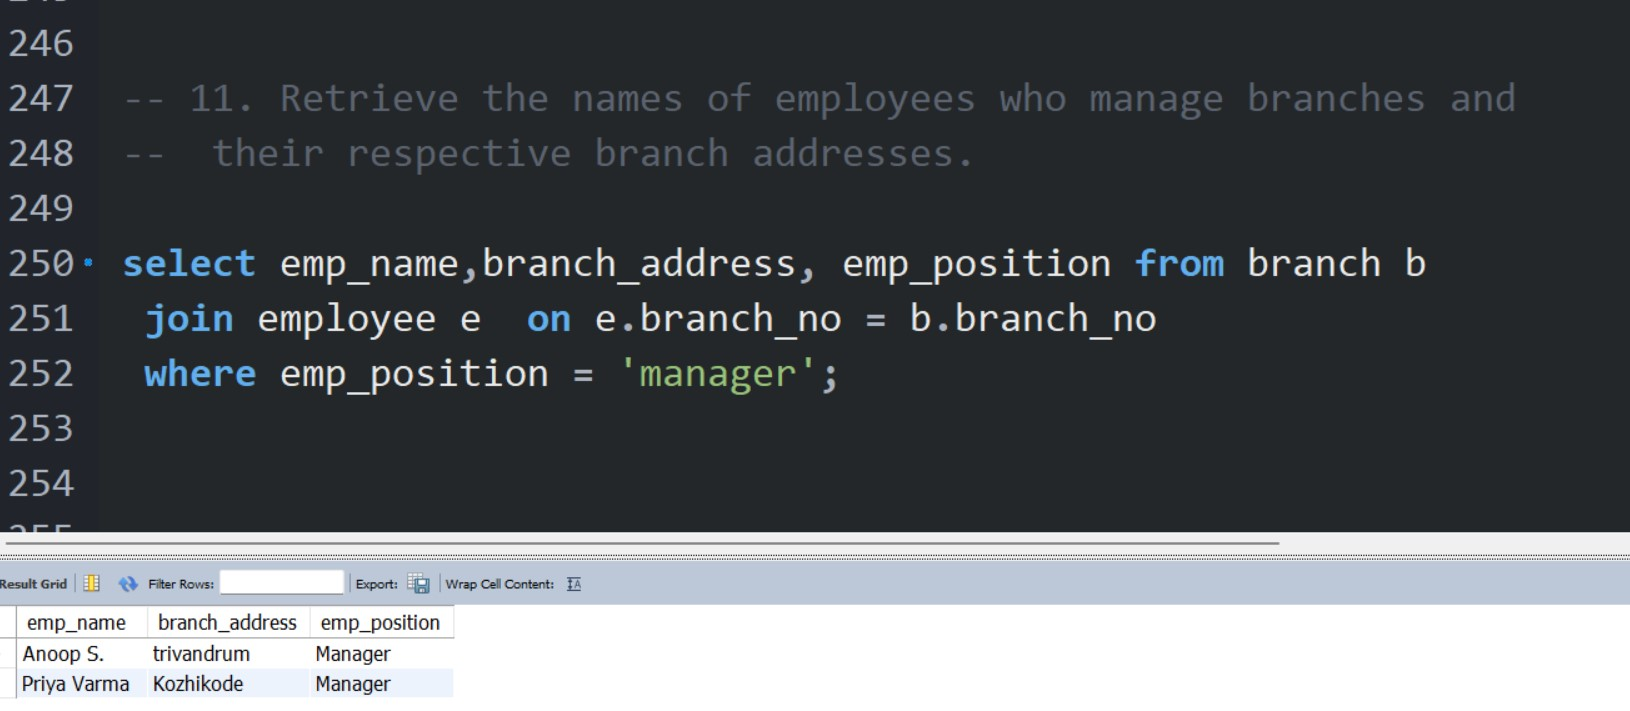 246
247 -- 11. Retrieve the names of employees who manage branches and
248 --  their respective branch addresses.
249
250 select emp_name,branch_address, emp_position from branch b
251  join employee e  on e.branch_no = b.branch_no
252  where emp_position = 'manager';
253
254
255
Result Grid Filter Rows: Export: Wrap Cell Content:
emp_name branch_address emp_position
Anoop S. trivandrum Manager
Priya Varma Kozhikode Manager